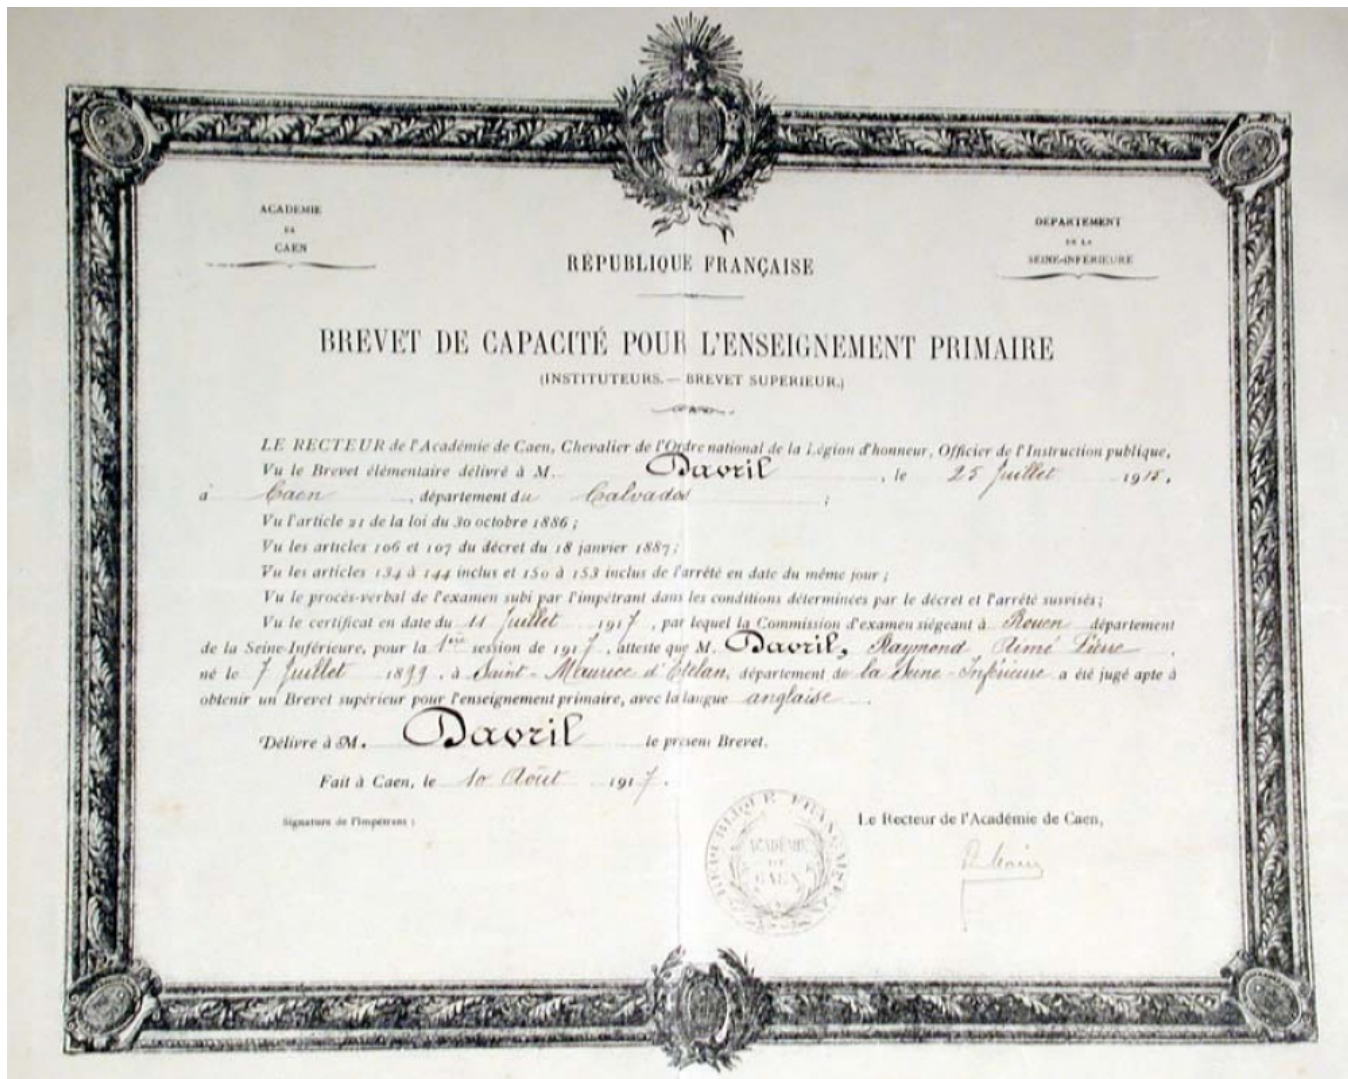 ACADÉMIE
DE
CAEN
DÉPARTEMENT
DE LA
SEINE-INFÉRIEURE
RÉPUBLIQUE FRANÇAISE
BREVET DE CAPACITÉ POUR L'ENSEIGNEMENT PRIMAIRE
(INSTITUTEURS. — BREVET SUPÉRIEUR.)
LE RECTEUR de l'Académie de Caen, Chevalier de l'Ordre national de la Légion d'honneur, Officier de l'Instruction publique,
Vu le Brevet élémentaire délivré à M. Davril, le 25 Juillet 1915,
à Caen, département du Calvados;
Vu l'article 21 de la loi du 30 octobre 1886;
Vu les articles 106 et 107 du décret du 18 janvier 1887;
Vu les articles 134 à 144 inclus et 150 à 153 inclus de l'arrêté en date du même jour;
Vu le procès-verbal de l'examen subi par l'impétrant dans les conditions déterminées par le décret et l'arrêté susvisés;
Vu le certificat en date du 11 Juillet 1917, par lequel la Commission d'examen siégeant à Rouen département
de la Seine-Inférieure, pour la 1ère session de 1917, atteste que M. Davril, Raymond Aimé Pierre,
né le 7 Juillet 1899, à Saint-Maurice d'Etelan, département de la Seine-Inférieure a été jugé apte à
obtenir un Brevet supérieur pour l'enseignement primaire, avec la langue anglaise.
Délivré à M. Davril le présent Brevet.
Fait à Caen, le 10 Août 1917.
Signature de l'Impétrant:
Le Recteur de l'Académie de Caen,
RÉPUBLIQUE FRANÇAISE
ACADÉMIE
DE
CAEN